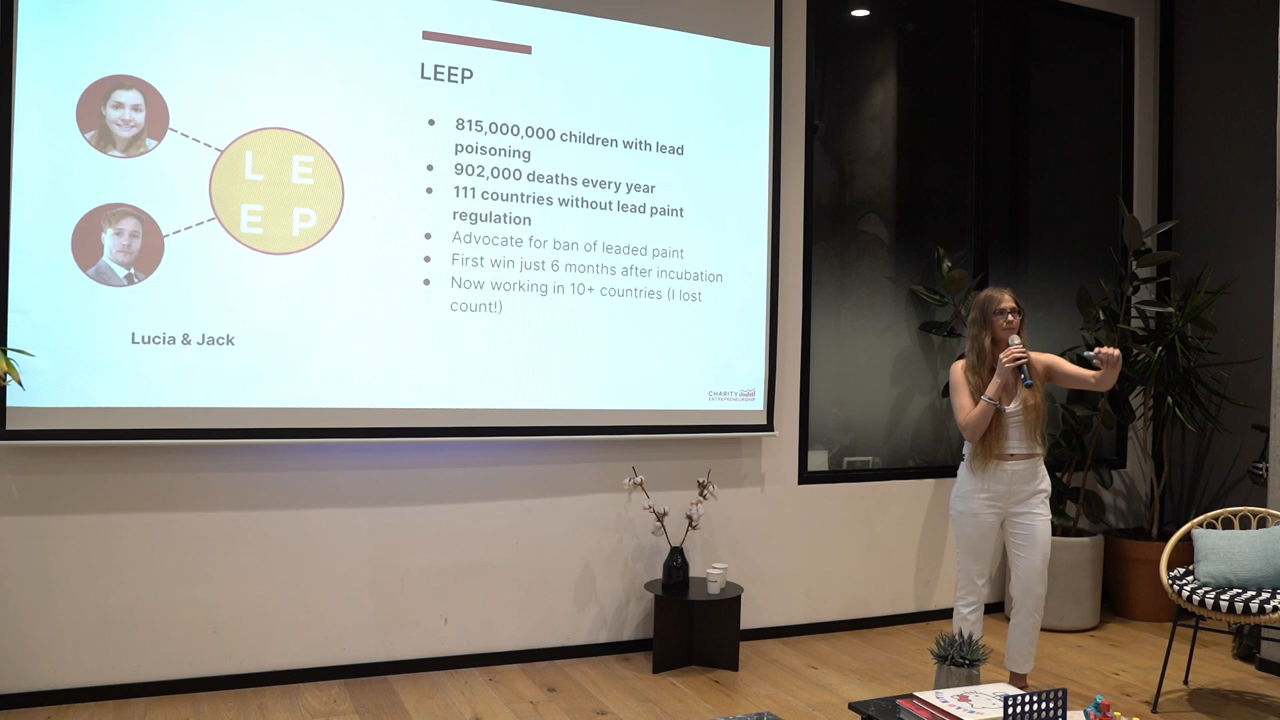 LEEP
815,000,000 children with lead
poisoning
902,000 deaths every year
111 countries without lead paint
regulation
Advocate for ban of leaded paint
First win just 6 months after incubation
Now working in 10+ countries (I lost
count!)
L E
E P
Lucia & Jack
CHARITY
ENTREPRENEURSHIP